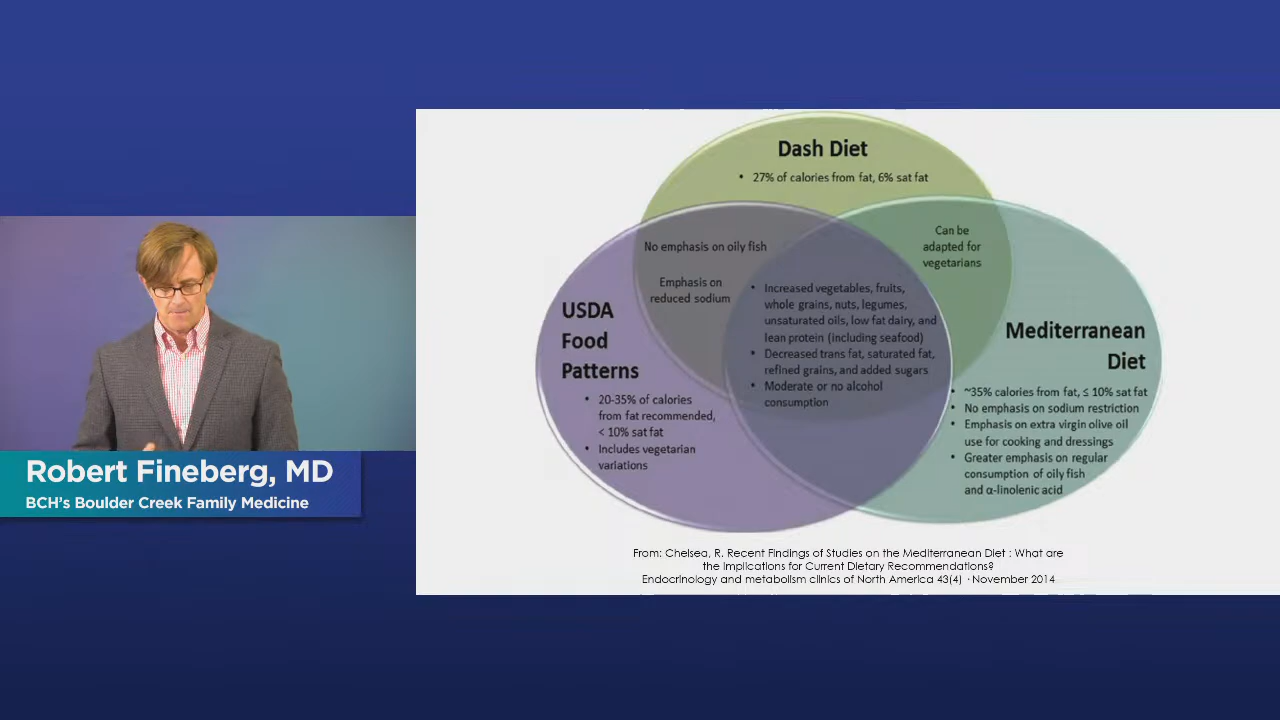 Robert Fineberg, MD
BCH's Boulder Creek Family Medicine
Dash Diet
• 27% of calories from fat, 6% sat fat
No emphasis on oily fish
Emphasis on
reduced sodium
Can be
adapted for
vegetarians
• Increased vegetables, fruits,
whole grains, nuts, legumes,
unsaturated oils, low fat dairy, and
lean protein (including seafood)
• Decreased trans fat, saturated fat,
refined grains, and added sugars
• Moderate or no alcohol
consumption
USDA
Food
Patterns
• 20-35% of calories
from fat recommended,
< 10% sat fat
• Includes vegetarian
variations
Mediterranean
Diet
• ~35% calories from fat, ≤ 10% sat fat
• No emphasis on sodium restriction
• Emphasis on extra virgin olive oil
use for cooking and dressings
• Greater emphasis on regular
consumption of oily fish
and α-linolenic acid
From: Chelsea, R. Recent Findings of Studies on the Mediterranean Diet : What are
the Implications for Current Dietary Recommendations?
Endocrinology and metabolism clinics of North America 43(4) · November 2014